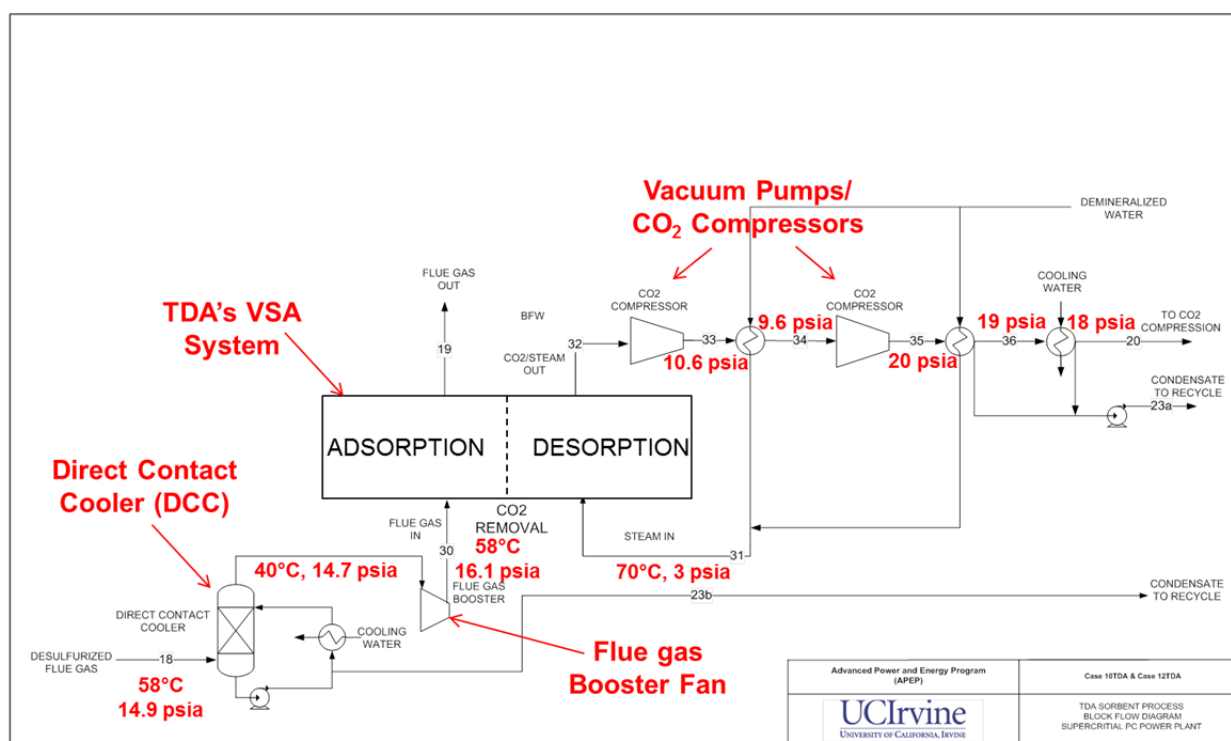 Vacuum Pumps/
CO₂ Compressors
DEMINERALIZED
WATER
FLUE GAS
OUT
BFW
CO2
COMPRESSOR
CO2
COMPRESSOR
COOLING
WATER
TDA's VSA
System
9.6 psia
19 psia
18 psia
TO CO2
COMPRESSION
19
32
33
34
35
36
20
CO2/STEAM
OUT
10.6 psia
20 psia
CONDENSATE
TO RECYCLE
23a
ADSORPTION
DESORPTION
Direct Contact
Cooler (DCC)
FLUE GAS
IN
CO2
REMOVAL
30
58°C
16.1 psia
STEAM IN
31
40°C, 14.7 psia
70°C, 3 psia
FLUE GAS
BOOSTER
23b
CONDENSATE
TO RECYCLE
DIRECT CONTACT
COOLER
COOLING
WATER
DESULFURIZED
FLUE GAS
18
58°C
14.9 psia
Flue gas
Booster Fan
Advanced Power and Energy Program
(APEP)
Case 10TDA & Case 12TDA
UCIrvine
UNIVERSITY OF CALIFORNIA, IRVINE
TDA SORBENT PROCESS
BLOCK FLOW DIAGRAM
SUPERCRITIAL PC POWER PLANT